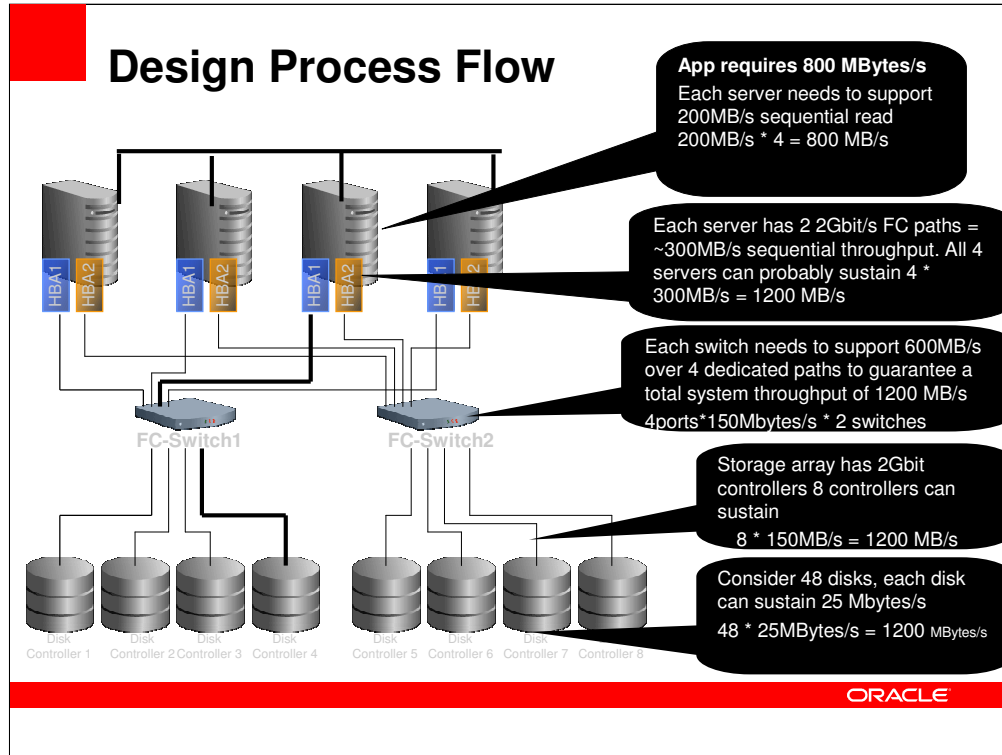 Design Process Flow
App requires 800 MBytes/s
Each server needs to support
200MB/s sequential read
200MB/s * 4 = 800 MB/s
Each server has 2 2Gbit/s FC paths =
~300MB/s sequential throughput. All 4
servers can probably sustain 4 *
300MB/s = 1200 MB/s
HBA1
HBA2
HBA1
HBA2
HBA1
HBA2
HBA1
HBA2
Each switch needs to support 600MB/s
over 4 dedicated paths to guarantee a
total system throughput of 1200 MB/s
4ports*150Mbytes/s * 2 switches
FC-Switch1
FC-Switch2
Storage array has 2Gbit
controllers 8 controllers can
sustain
8 * 150MB/s = 1200 MB/s
Consider 48 disks, each disk
can sustain 25 Mbytes/s
48 * 25MBytes/s = 1200 MBytes/s
Disk
Controller 1
Disk
Controller 2
Disk
Controller 3
Disk
Controller 4
Disk
Controller 5
Disk
Controller 6
Disk
Controller 7
Disk
Controller 8
ORACLE